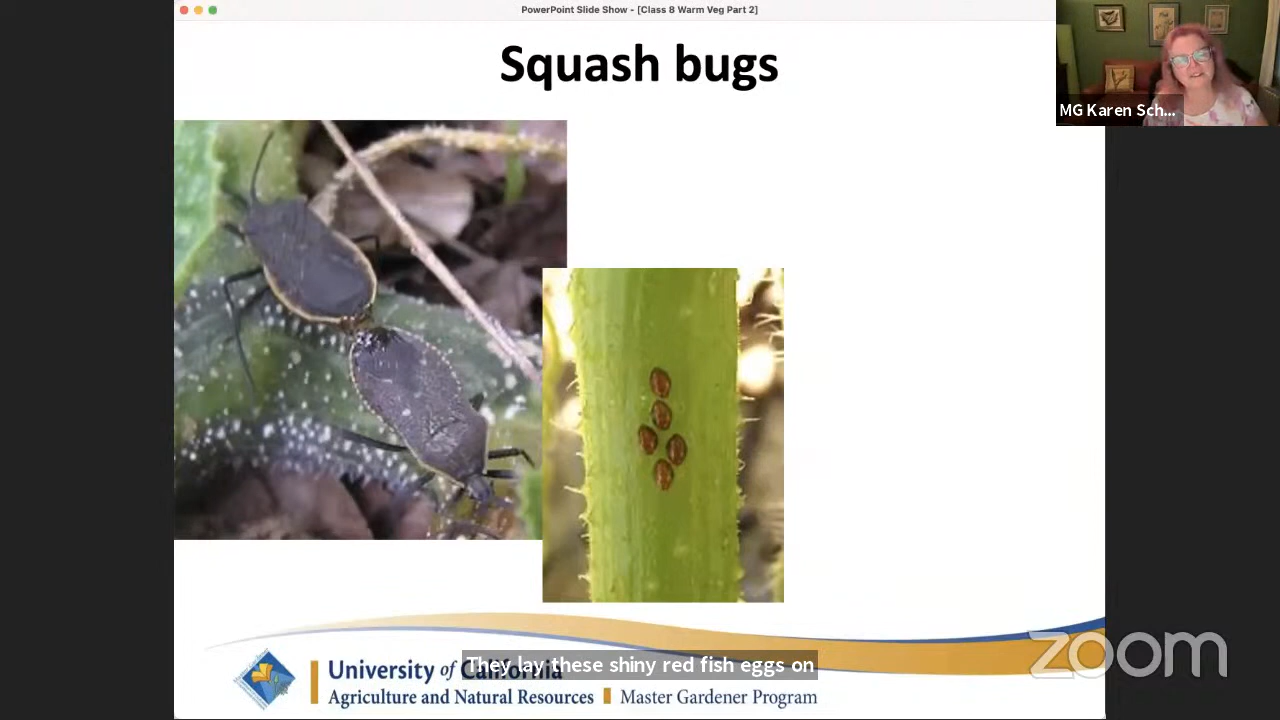 PowerPoint Slide Show - [Class 8 Warm Veg Part 2]
Squash bugs
MG Karen Sch...
They lay these shiny red fish eggs on
University of California
Agriculture and Natural Resources Master Gardener Program
zoom